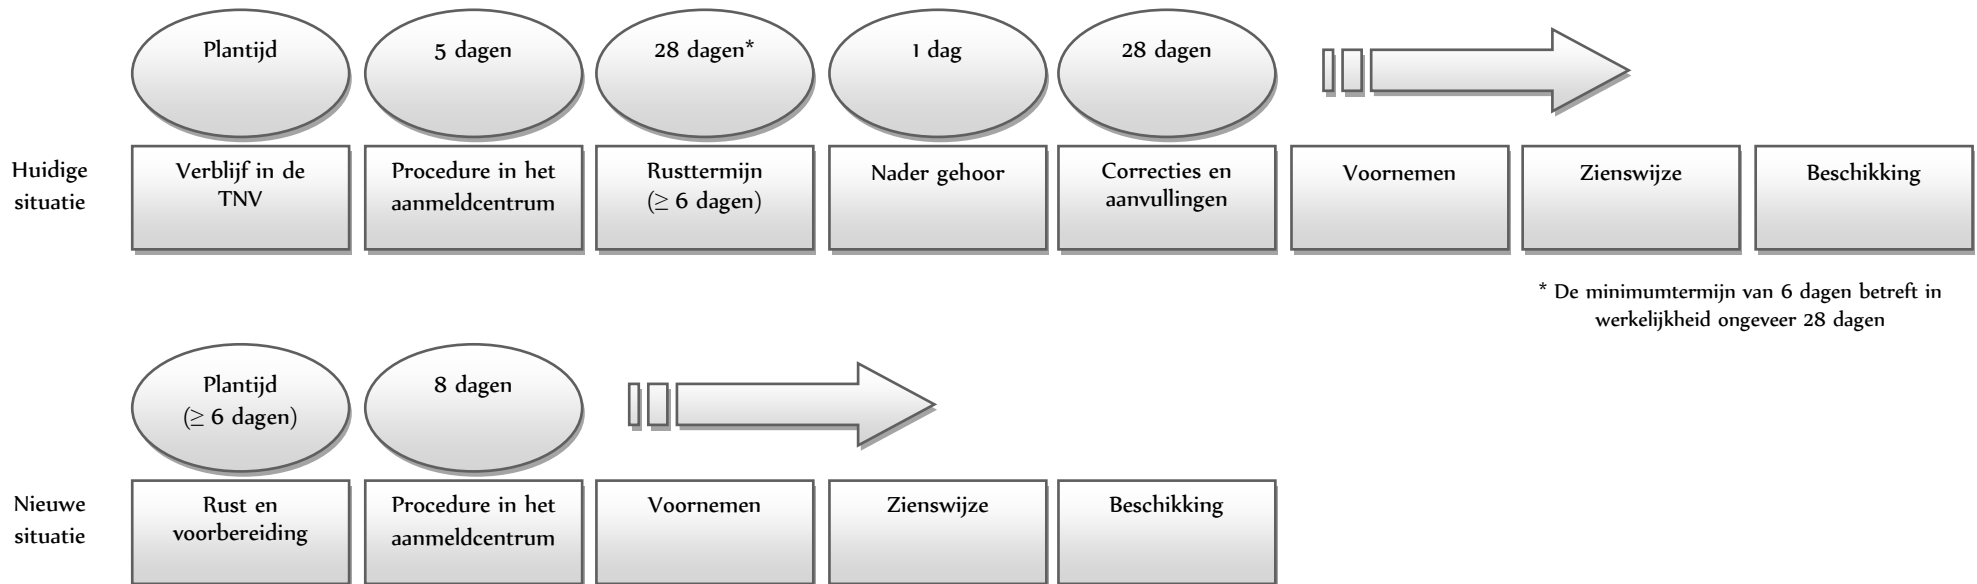 Plantijd
5 dagen
28 dagen*
1 dag
28 dagen
Huidige
situatie
Verblijf in de
TNV
Procedure in het
aanmeldcentrum
Rusttermijn
(≥ 6 dagen)
Nader gehoor
Correcties en
aanvullingen
Voornemen
Zienswijze
Beschikking
* De minimumtermijn van 6 dagen betreft in
werkelijkheid ongeveer 28 dagen
Plantijd
(≥ 6 dagen)
8 dagen
Nieuwe
situatie
Rust en
voorbereiding
Procedure in het
aanmeldcentrum
Voornemen
Zienswijze
Beschikking